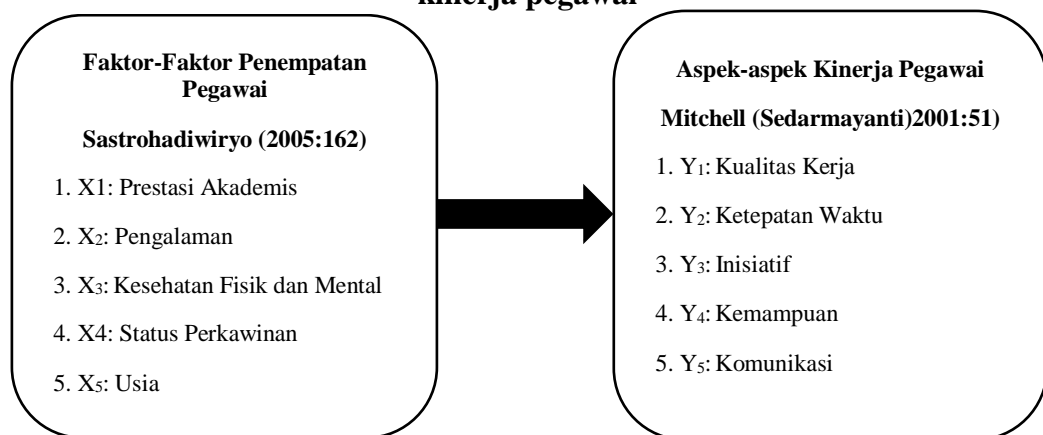 kinerja pegawai
Faktor-Faktor Penempatan
Pegawai
Sastrohadiwiryo (2005:162)
1. X1: Prestasi Akademis
2. X₂: Pengalaman
3. X₃: Kesehatan Fisik dan Mental
4. X4: Status Perkawinan
5. X₅: Usia
Aspek-aspek Kinerja Pegawai
Mitchell (Sedarmayanti)2001:51)
1. Y₁: Kualitas Kerja
2. Y₂: Ketepatan Waktu
3. Y₃: Inisiatif
4. Y₄: Kemampuan
5. Y₅: Komunikasi